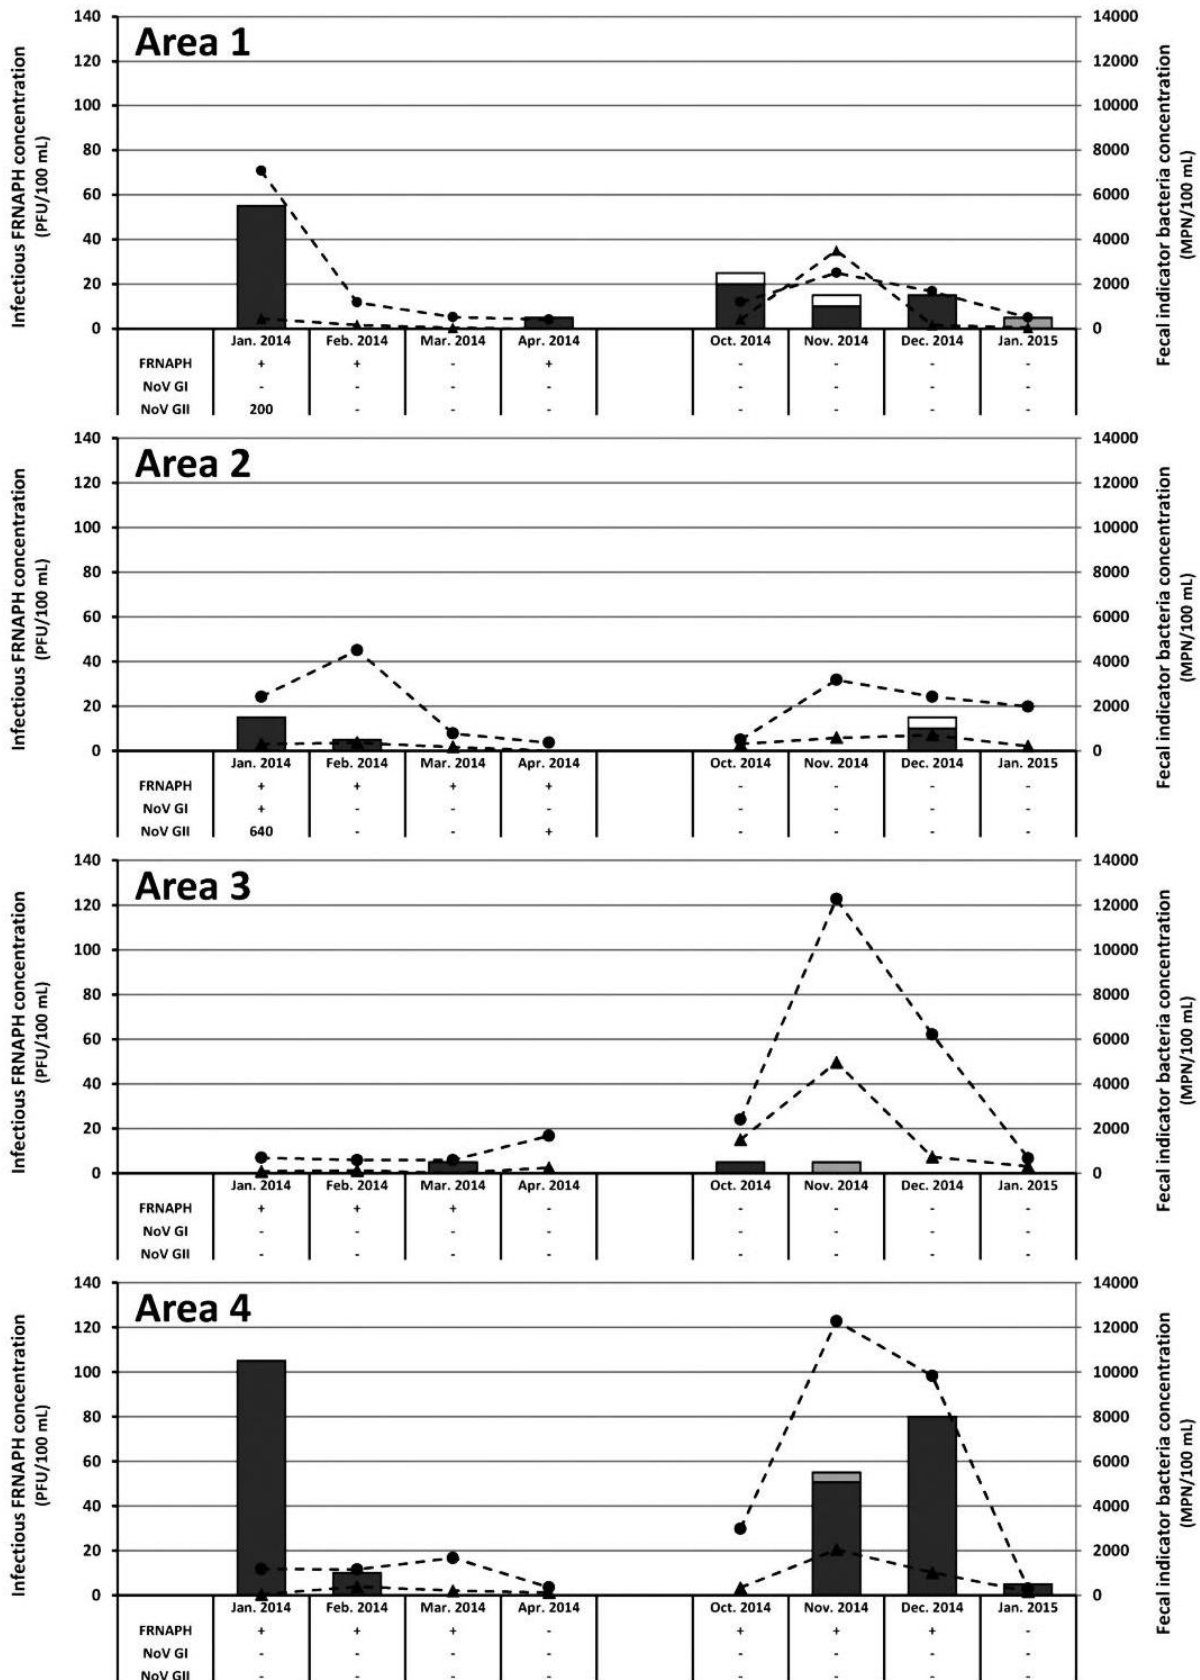 Area 1
Infectious FRNAPH concentration
(PFU/100 mL)
140 14000
120 12000
100 10000
80 8000
60 6000
40 4000
20 2000
0 0
Fecal indicator bacteria concentration
(MPN/100 mL)
Jan. 2014 Feb. 2014 Mar. 2014 Apr. 2014 Oct. 2014 Nov. 2014 Dec. 2014 Jan. 2015
FRNAPH + + - + - - - -
NoV GI - - - - - - - -
NoV GII 200 - - - - - - -
Area 2
Infectious FRNAPH concentration
(PFU/100 mL)
140 14000
120 12000
100 10000
80 8000
60 6000
40 4000
20 2000
0 0
Fecal indicator bacteria concentration
(MPN/100 mL)
Jan. 2014 Feb. 2014 Mar. 2014 Apr. 2014 Oct. 2014 Nov. 2014 Dec. 2014 Jan. 2015
FRNAPH + + + + - - - -
NoV GI + - - - - - - -
NoV GII 640 - - + - - - -
Area 3
Infectious FRNAPH concentration
(PFU/100 mL)
140 14000
120 12000
100 10000
80 8000
60 6000
40 4000
20 2000
0 0
Fecal indicator bacteria concentration
(MPN/100 mL)
Jan. 2014 Feb. 2014 Mar. 2014 Apr. 2014 Oct. 2014 Nov. 2014 Dec. 2014 Jan. 2015
FRNAPH + + + - - - - -
NoV GI - - - - - - - -
NoV GII - - - - - - - -
Area 4
Infectious FRNAPH concentration
(PFU/100 mL)
140 14000
120 12000
100 10000
80 8000
60 6000
40 4000
20 2000
0 0
Fecal indicator bacteria concentration
(MPN/100 mL)
Jan. 2014 Feb. 2014 Mar. 2014 Apr. 2014 Oct. 2014 Nov. 2014 Dec. 2014 Jan. 2015
FRNAPH + + + - + + + -
NoV GI - - - - - - - -
NoV GII - - - - - - - -